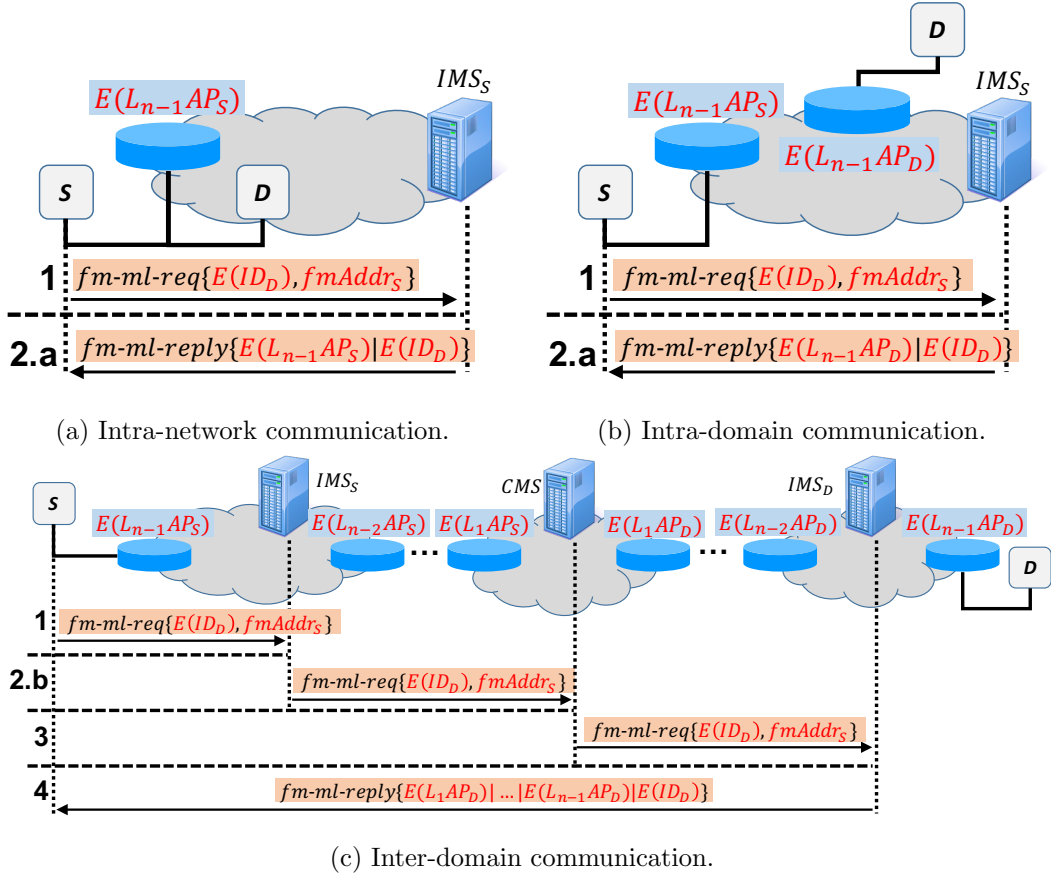 D
IMS_S
E(L_{n−1}AP_S)
S
D
1 fm-ml-req{E(ID_D), fmAddr_S}
2.a fm-ml-reply{E(L_{n−1}AP_S)|E(ID_D)}
(a) Intra-network communication.
IMS_S
E(L_{n−1}AP_S)
E(L_{n−1}AP_D)
S
1 fm-ml-req{E(ID_D), fmAddr_S}
2.a fm-ml-reply{E(L_{n−1}AP_D)|E(ID_D)}
(b) Intra-domain communication.
S
IMS_S
CMS
IMS_D
E(L_{n−1}AP_S)
E(L_{n−2}AP_S)
...
E(L_1AP_S)
E(L_1AP_D)
...
E(L_{n−2}AP_D)
E(L_{n−1}AP_D)
D
1 fm-ml-req{E(ID_D), fmAddr_S}
2.b fm-ml-req{E(ID_D), fmAddr_S}
3 fm-ml-req{E(ID_D), fmAddr_S}
4 fm-ml-reply{E(L_1AP_D)| … |E(L_{n−1}AP_D)|E(ID_D)}
(c) Inter-domain communication.